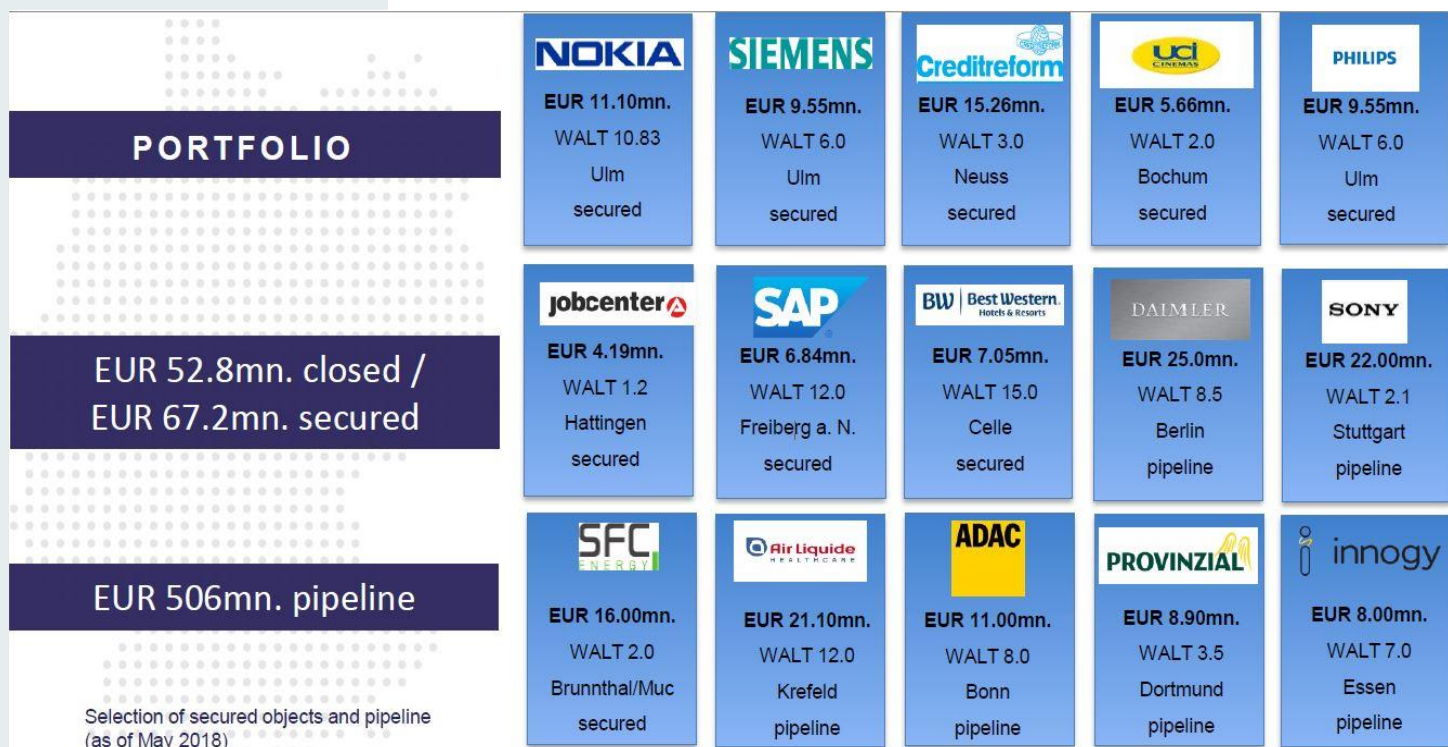 PORTFOLIO
EUR 52.8mn. closed /
EUR 67.2mn. secured
EUR 506mn. pipeline
Selection of secured objects and pipeline
(as of May 2018)
NOKIA
EUR 11.10mn.
WALT 10.83
Ulm
secured
SIEMENS
EUR 9.55mn.
WALT 6.0
Ulm
secured
Creditreform
EUR 15.26mn.
WALT 3.0
Neuss
secured
uci
CINEMAS
EUR 5.66mn.
WALT 2.0
Bochum
secured
PHILIPS
EUR 9.55mn.
WALT 6.0
Ulm
secured
jobcenter
EUR 4.19mn.
WALT 1.2
Hattingen
secured
SAP
EUR 6.84mn.
WALT 12.0
Freiberg a. N.
secured
BW Best Western.
Hotels & Resorts
EUR 7.05mn.
WALT 15.0
Celle
secured
DAIMLER
EUR 25.0mn.
WALT 8.5
Berlin
pipeline
SONY
EUR 22.00mn.
WALT 2.1
Stuttgart
pipeline
SFC
ENERGY
EUR 16.00mn.
WALT 2.0
Brunnthal/Muc
secured
Air Liquide
HEALTHCARE
EUR 21.10mn.
WALT 12.0
Krefeld
pipeline
ADAC
EUR 11.00mn.
WALT 8.0
Bonn
pipeline
PROVINZIAL
EUR 8.90mn.
WALT 3.5
Dortmund
pipeline
innogy
EUR 8.00mn.
WALT 7.0
Essen
pipeline